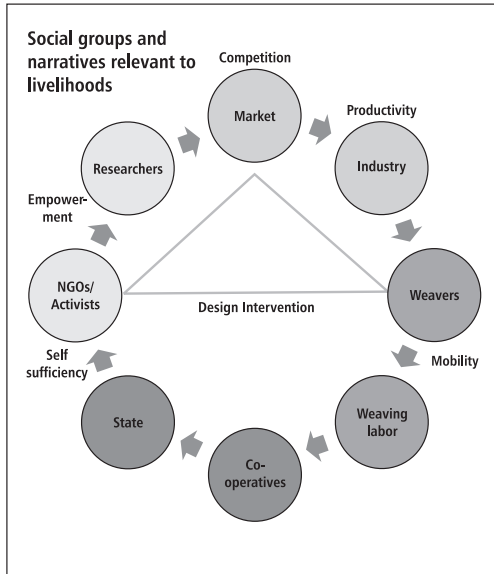 Social groups and
narratives relevant to
livelihoods
Competition
Market
Productivity
Industry
Researchers
Empower-
ment
NGOs/
Activists
Design Intervention
Weavers
Self
sufficiency
Mobility
State
Weaving
labor
Co-
operatives